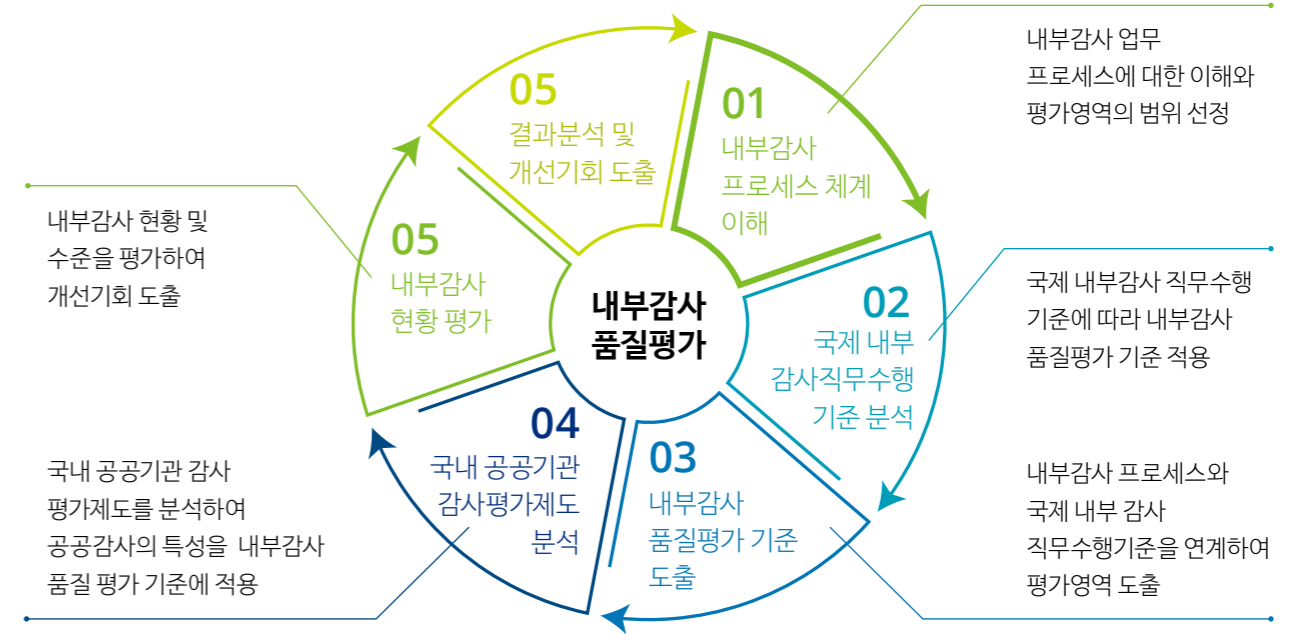 내부감사
품질평가
01
내부감사
프로세스 체계
이해
내부감사 업무
프로세스에 대한 이해와
평가영역의 범위 선정
02
국제 내부
감사직무수행
기준 분석
국제 내부감사 직무수행
기준에 따라 내부감사
품질평가 기준 적용
03
내부감사
품질평가 기준
도출
내부감사 프로세스와
국제 내부 감사
직무수행기준을 연계하여
평가영역 도출
04
국내 공공기관
감사평가제도
분석
국내 공공기관 감사
평가제도를 분석하여
공공감사의 특성을 내부감사
품질 평가 기준에 적용
05
내부감사
현황 평가
내부감사 현황 및
수준을 평가하여
개선기회 도출
05
결과분석 및
개선기회 도출